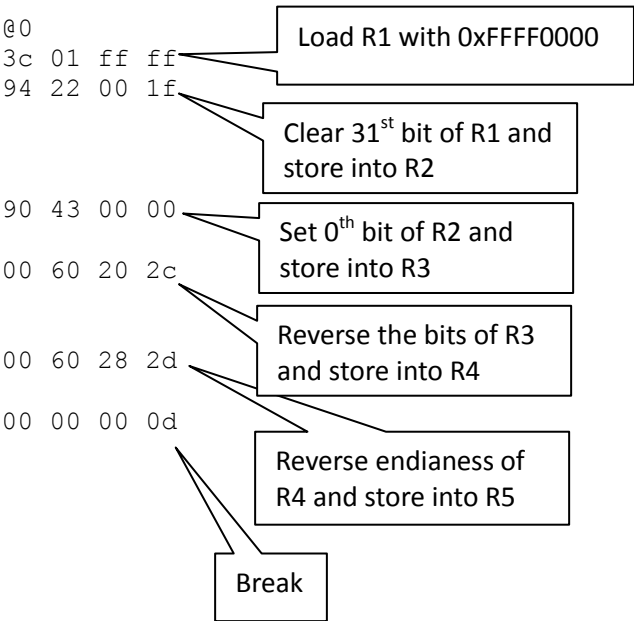 @0
3c 01 ff ff
Load R1 with 0xFFFF0000
94 22 00 1f
Clear 31st bit of R1 and
store into R2
90 43 00 00
Set 0th bit of R2 and
store into R3
00 60 20 2c
Reverse the bits of R3
and store into R4
00 60 28 2d
Reverse endianess of
R4 and store into R5
00 00 00 0d
Break